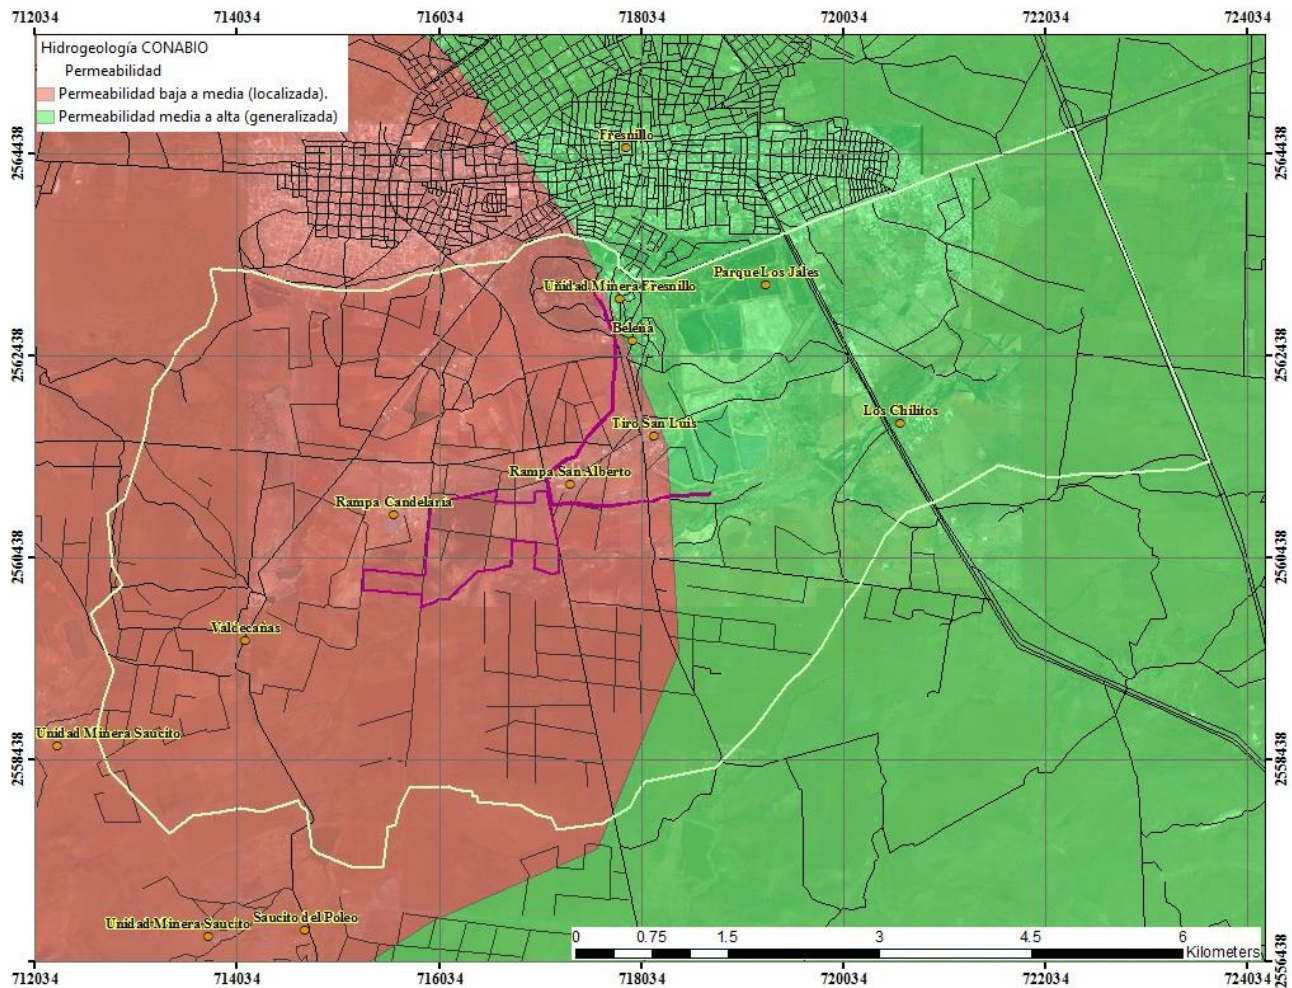 712034 714034 716034 718034 720034 722034 724034
Hidrogeología CONABIO
Permeabilidad
Permeabilidad baja a media (localizada).
Permeabilidad media a alta (generalizada)
Fresnillo
2564438 2564438
Parque Los Jales
Unidad Minera Fresnillo
Beleña
2562438 2562438
Los Chilitos
Tiro San Luis
Rampa San Alberto
Rampa Candelaria
2560438 2560438
Valdecañas
Unidad Minera Saucito
2558438 2558438
Unidad Minera Saucito
Saucito del Poleo
0 0.75 1.5 3 4.5 6
Kilometers
2556438 2556438
712034 714034 716034 718034 720034 722034 724034